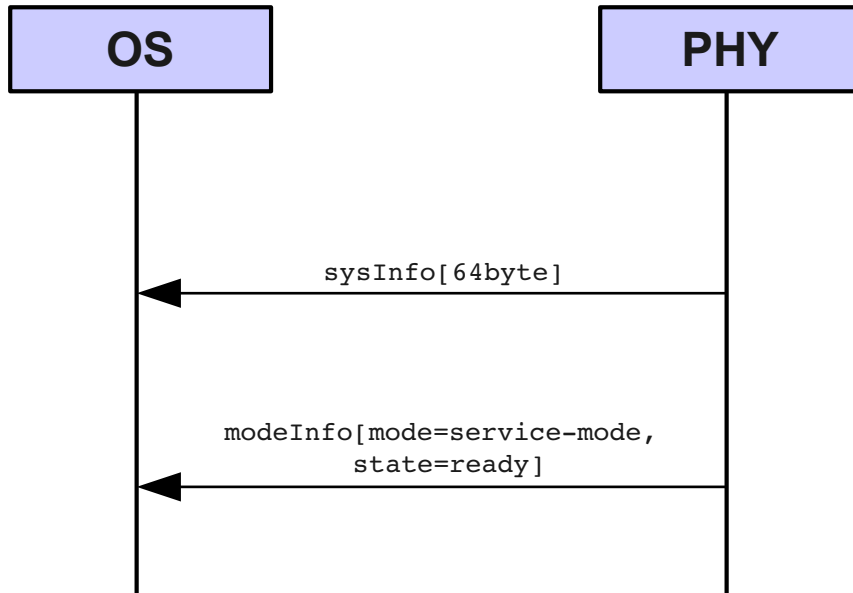 OS
PHY
sysInfo[64byte]
modeInfo[mode=service-mode,
state=ready]